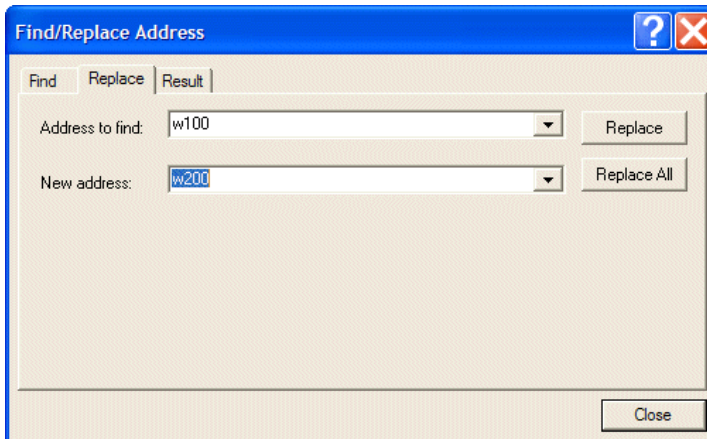 Find/Replace Address
Find Replace Result
Address to find: w100 Replace
New address: w200 Replace All
Close